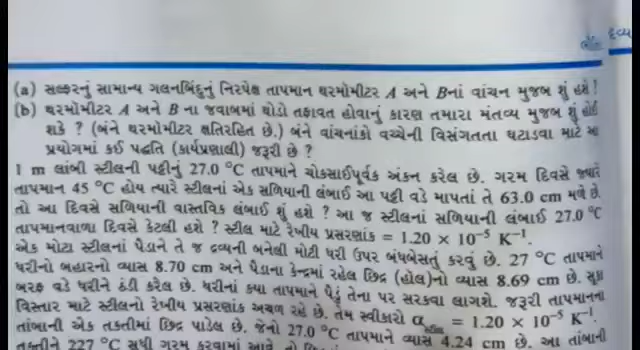 દ્રવ્ય
(a) સલ્ફરનું સામાન્ય ગલનબિંદુનું નિરપેક્ષ તાપમાન થરમૉમીટર A અને Bનાં વાંચન મુજબ શું હશે ?
(b) થરમૉમીટર A અને B ના જવાબમાં થોડો તફાવત હોવાનું કારણ તમારા મંતવ્ય મુજબ શું હોઈ
શકે ? (બંને થરમૉમીટર ક્ષતિરહિત છે.) બંને વાંચનાંકો વચ્ચેની વિસંગતતા ઘટાડવા માટે આ
પ્રયોગમાં કઈ પદ્ધતિ (કાર્યપ્રણાલી) જરૂરી છે ?
1 m લાંબી સ્ટીલની પટ્ટીનું 27.0 °C તાપમાને ચોકસાઈપૂર્વક અંકન કરેલ છે. ગરમ દિવસે જ્યારે
તાપમાન 45 °C હોય ત્યારે સ્ટીલનાં એક સળિયાની લંબાઈ આ પટ્ટી વડે માપતાં તે 63.0 cm મળે છે.
તો આ દિવસે સળિયાની વાસ્તવિક લંબાઈ શું હશે ? આ જ સ્ટીલનાં સળિયાની લંબાઈ 27.0 °C
તાપમાનવાળા દિવસે કેટલી હશે ? સ્ટીલ માટે રેખીય પ્રસરણાંક = 1.20 × 10⁻⁵ K⁻¹.
એક મોટા સ્ટીલનાં પૈડાને તે જ દ્રવ્યની બનેલી મોટી ધરી ઉપર બંધબેસતું કરવું છે. 27 °C તાપમાને
ધરીનો બહારનો વ્યાસ 8.70 cm અને પૈડાના કેન્દ્રમાં રહેલ છિદ્ર (હોલ)નો વ્યાસ 8.69 cm છે. સૂકા
બરફ વડે ધરીને ઠંડી કરેલ છે. ધરીનાં કયા તાપમાને પૈડું તેના પર સરકવા લાગશે. જરૂરી તાપમાનના
વિસ્તાર માટે સ્ટીલનો રેખીય પ્રસરણાંક અચળ રહે છે. તેમ સ્વીકારો α = 1.20 × 10⁻⁵ K⁻¹.
તાંબાની એક તકતીમાં છિદ્ર પાડેલ છે. જેનો 27.0 °C તાપમાને વ્યાસ 4.24 cm છે. આ તાંબાની
તકતીને 227 °C સુધી ગરમ કરવામાં આવે તો